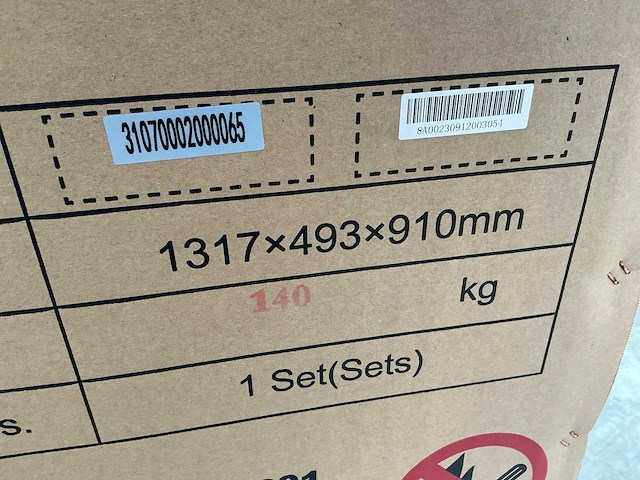 31070002000065
8A00230912003054
1317×493×910mm
140 kg
1 Set(Sets)
s.